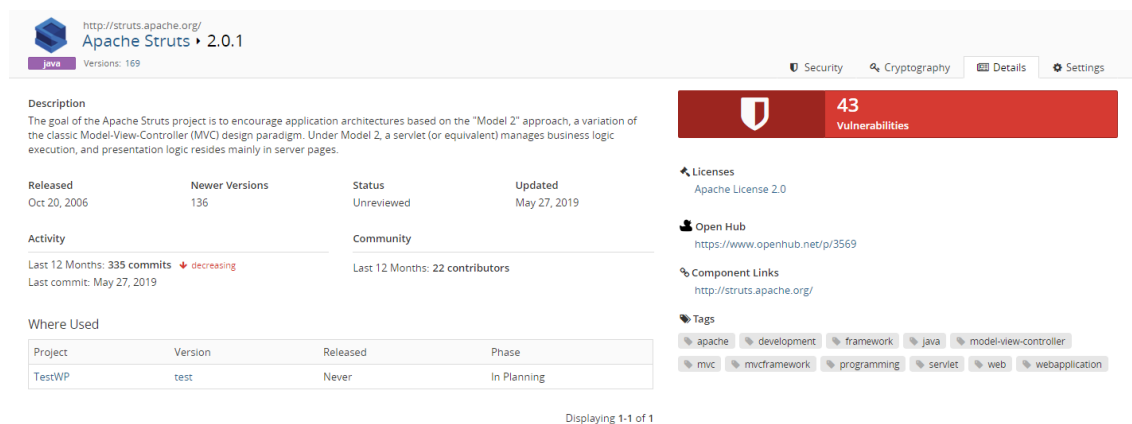 http://struts.apache.org/
Apache Struts ▸ 2.0.1
java
Versions: 169
Security
Cryptography
Details
Settings
Description
The goal of the Apache Struts project is to encourage application architectures based on the "Model 2" approach, a variation of
the classic Model-View-Controller (MVC) design paradigm. Under Model 2, a servlet (or equivalent) manages business logic
execution, and presentation logic resides mainly in server pages.
Released
Newer Versions
Status
Updated
Oct 20, 2006
136
Unreviewed
May 27, 2019
Activity
Last 12 Months: 335 commits decreasing
Last commit: May 27, 2019
Community
Last 12 Months: 22 contributors
Where Used
Project Version Released Phase
TestWP test Never In Planning
Displaying 1-1 of 1
43
Vulnerabilities
Licenses
Apache License 2.0
Open Hub
https://www.openhub.net/p/3569
Component Links
http://struts.apache.org/
Tags
apache development framework java model-view-controller
mvc mvcframework programming servlet web webapplication